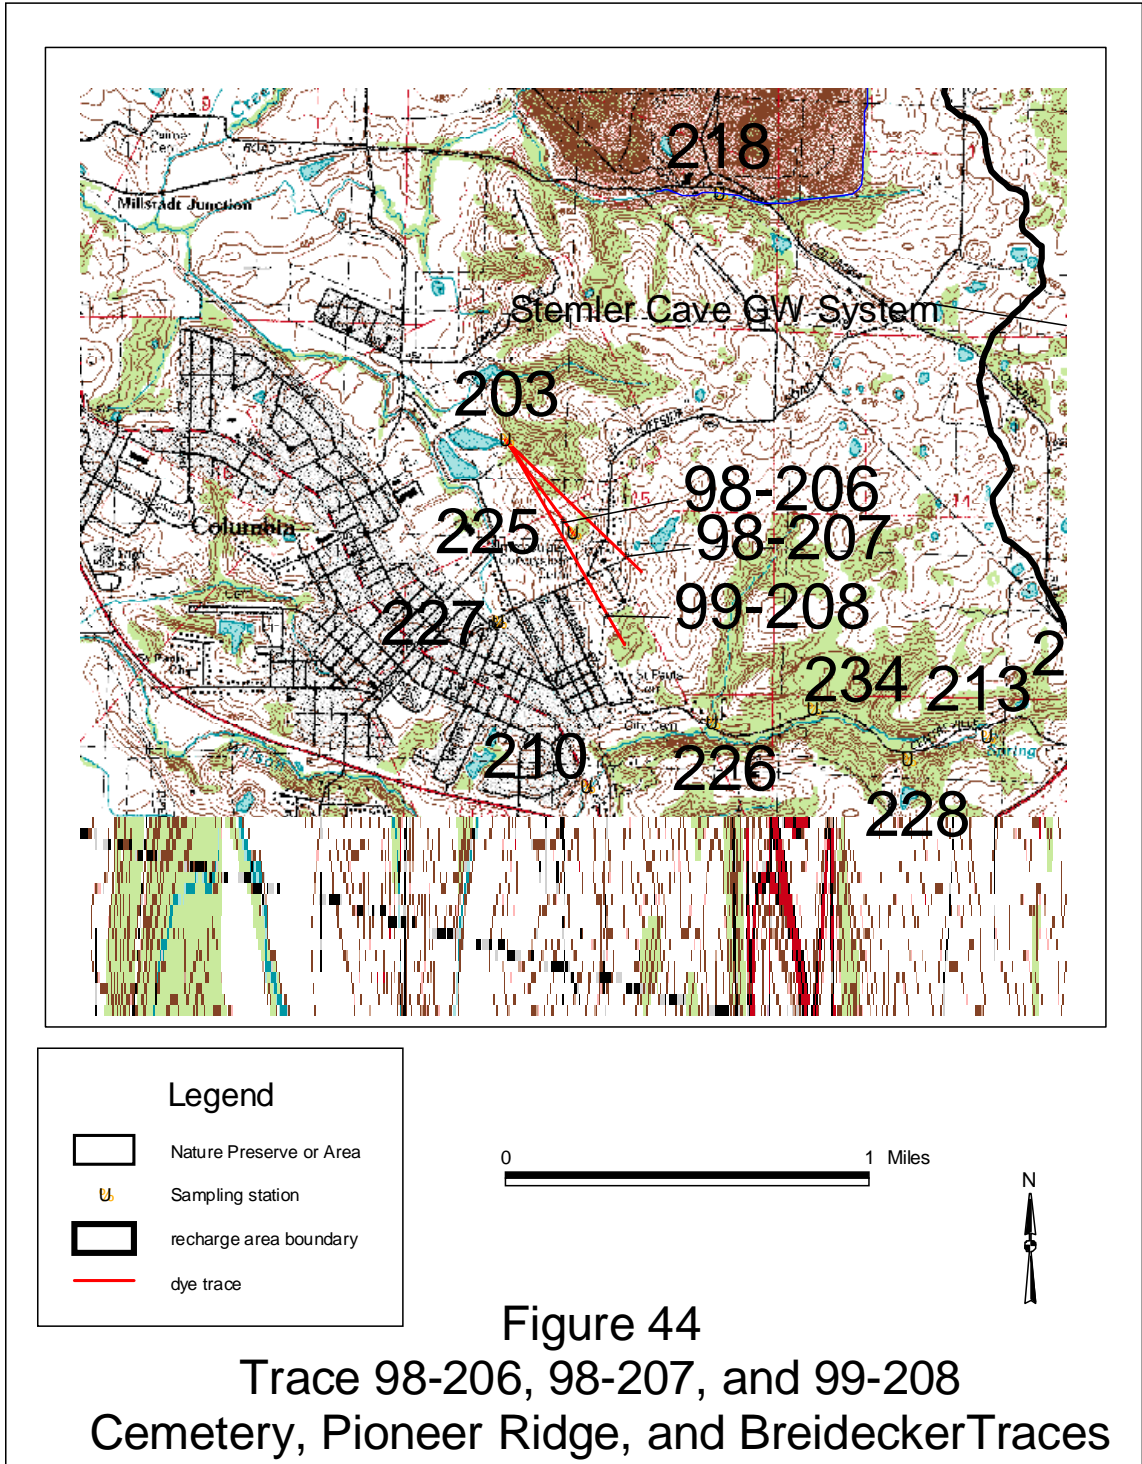 218
Millstadt Junction
Stemler Cave GW System
203
98-206
225
98-207
Columbia
99-208
227
234
213
2
210
226
Spring
228
Legend
Nature Preserve or Area
U Sampling station
recharge area boundary
dye trace
0 1 Miles
N
Figure 44
Trace 98-206, 98-207, and 99-208
Cemetery, Pioneer Ridge, and BreideckerTraces